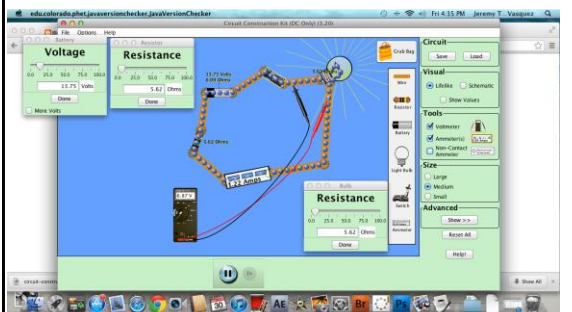 edu.colorado.phet.javaversionchecker.JavaVersionChecker
Fri 4:35 PM Jeremy T. Vasquez
Circuit Construction Kit (DC Only) (3.20)
File Options Help
Battery
Voltage
0.0 25.0 50.0 75.0 100.0
13.75 Volts
Done
More Volts
Resistor
Resistance
0.0 25.0 50.0 75.0 100.0
5.62 Ohms
Done
13.75 Volts
0.00 Ohms
5.62 Ohms
1.22 Amps
6.87 V
Bulb
Resistance
0.0 25.0 50.0 75.0 100.0
5.62 Ohms
Done
Grab Bag
Wire
Resistor
Battery
Light Bulb
Switch
Ammeter
Circuit
Save Load
Visual
Lifelike Schematic
Show Values
Tools
Voltmeter
Ammeter(s)
Non-Contact
Ammeter
Size
Large
Medium
Small
Advanced
Show >>
Reset All
Help!
Show All